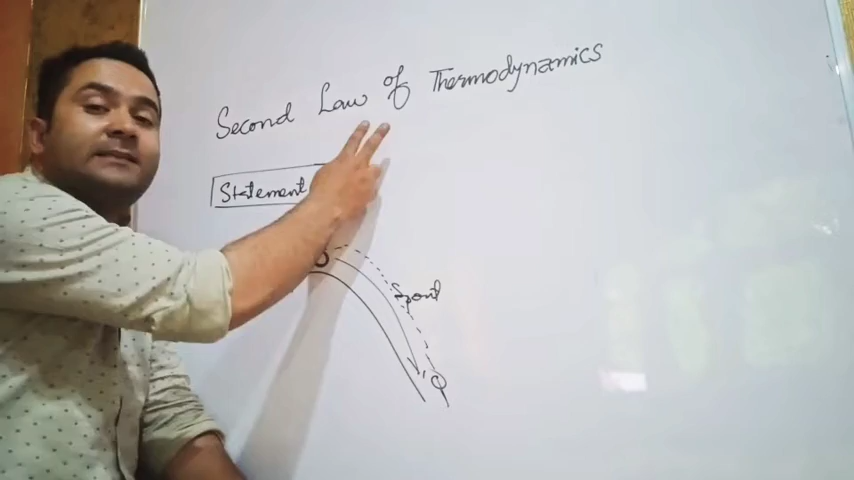 Second Law of Thermodynamics
Statement
Spont